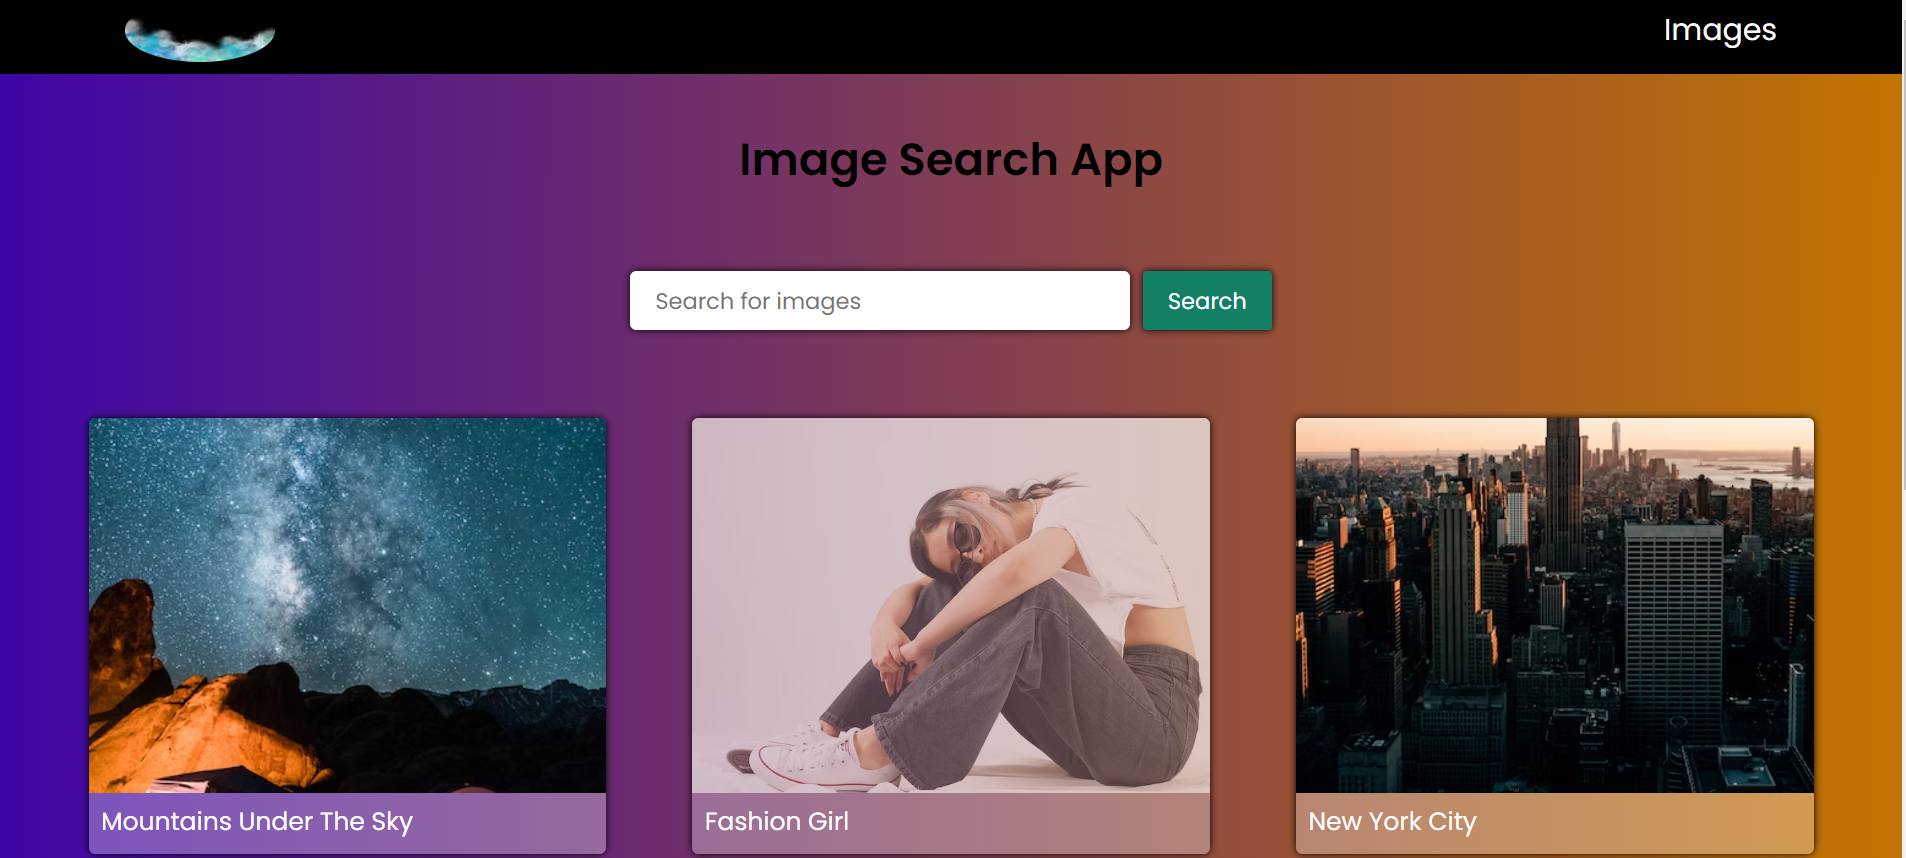 Images
Image Search App
Search for images
Search
Mountains Under The Sky
Fashion Girl
New York City